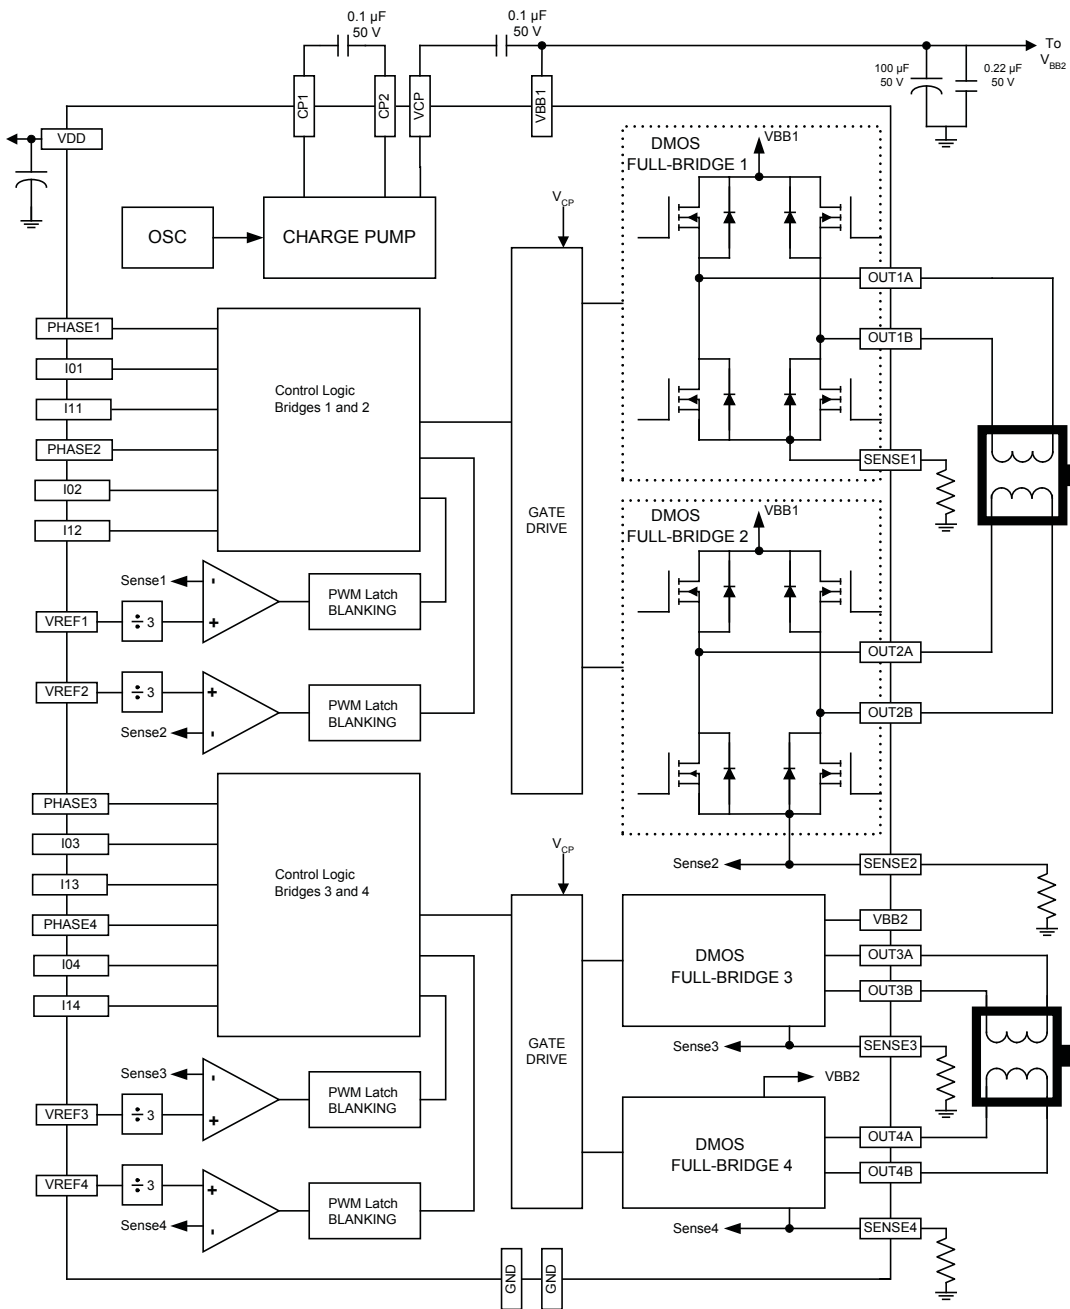 0.1 µF
50 V
0.1 µF
50 V
To
VBB2
100 µF
50 V
0.22 µF
50 V
CP1
CP2
VCP
VBB1
VDD
DMOS
FULL-BRIDGE 1
VBB1
OSC
CHARGE PUMP
VCP
OUT1A
PHASE1
OUT1B
I01
Control Logic
Bridges 1 and 2
I11
PHASE2
SENSE1
I02
I12
GATE
DRIVE
DMOS
FULL-BRIDGE 2
VBB1
Sense1
-
+
PWM Latch
BLANKING
VREF1
÷ 3
OUT2A
VREF2
÷ 3
+
-
PWM Latch
BLANKING
Sense2
OUT2B
PHASE3
I03
VCP
Sense2
SENSE2
I13
Control Logic
Bridges 3 and 4
PHASE4
VBB2
I04
DMOS
FULL-BRIDGE 3
OUT3A
OUT3B
I14
GATE
DRIVE
Sense3
SENSE3
Sense3
-
+
PWM Latch
BLANKING
VBB2
VREF3
÷ 3
DMOS
FULL-BRIDGE 4
OUT4A
OUT4B
VREF4
÷ 3
+
-
PWM Latch
BLANKING
Sense4
Sense4
SENSE4
GND
GND